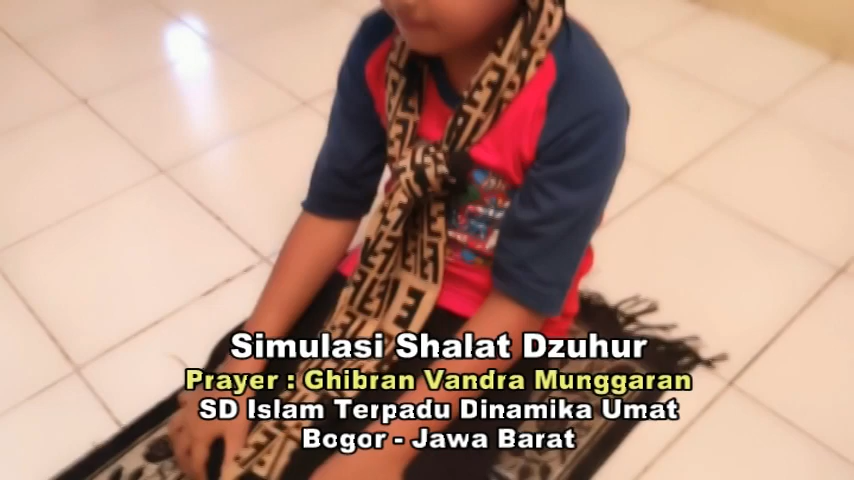 Simulasi Shalat Dzuhur
Prayer : Ghibran Vandra Munggaran
SD Islam Terpadu Dinamika Umat
Bogor - Jawa Barat